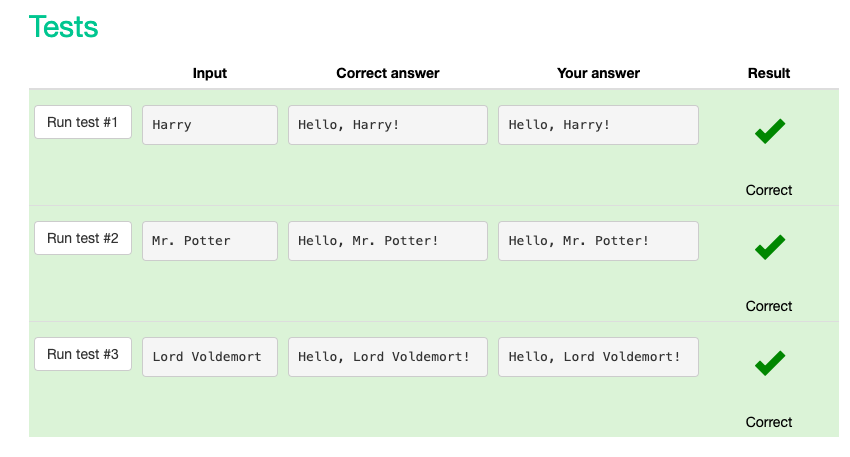 Tests
Input Correct answer Your answer Result
Run test #1 Harry Hello, Harry! Hello, Harry!
Correct
Run test #2 Mr. Potter Hello, Mr. Potter! Hello, Mr. Potter!
Correct
Run test #3 Lord Voldemort Hello, Lord Voldemort! Hello, Lord Voldemort!
Correct